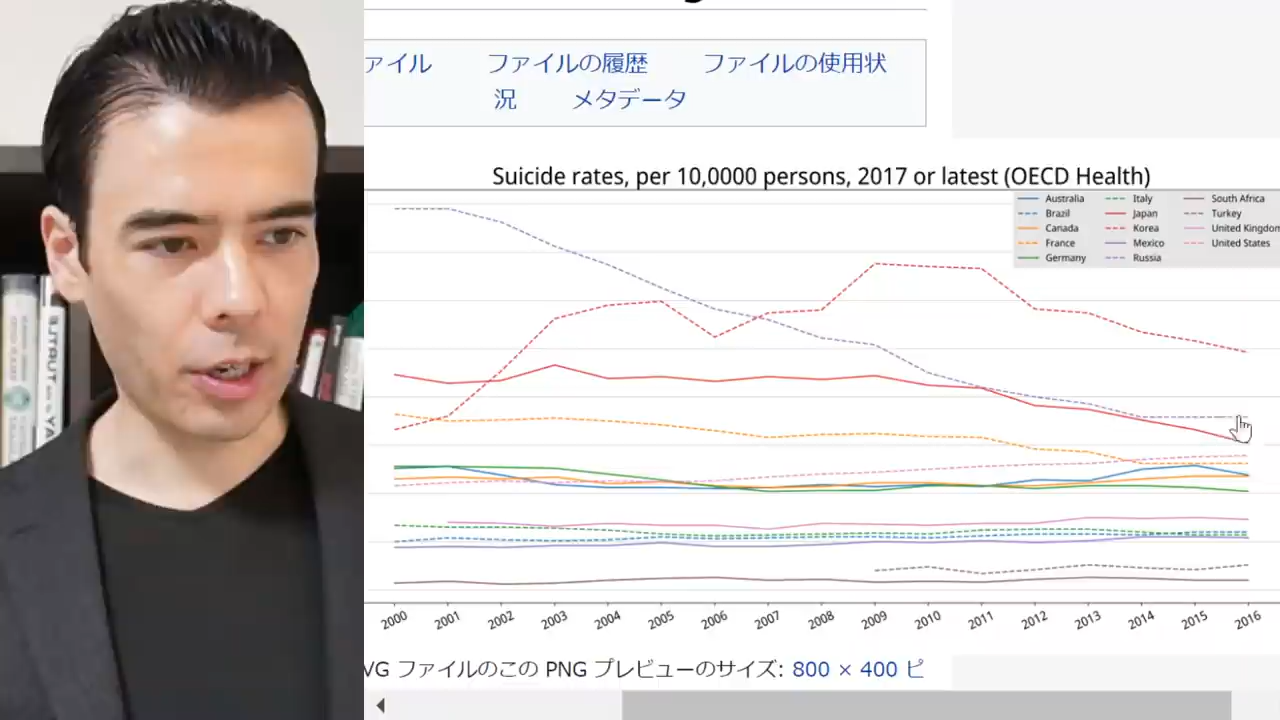 ァイル ファイルの履歴 ファイルの使用状
況 メタデータ
Suicide rates, per 10,0000 persons, 2017 or latest (OECD Health)
Australia Italy South Africa
Brazil Japan Turkey
Canada Korea United Kingdom
France Mexico United States
Germany Russia
2000 2001 2002 2003 2004 2005 2006 2007 2008 2009 2010 2011 2012 2013 2014 2015 2016
VG ファイルのこの PNG プレビューのサイズ: 800 × 400 ピ